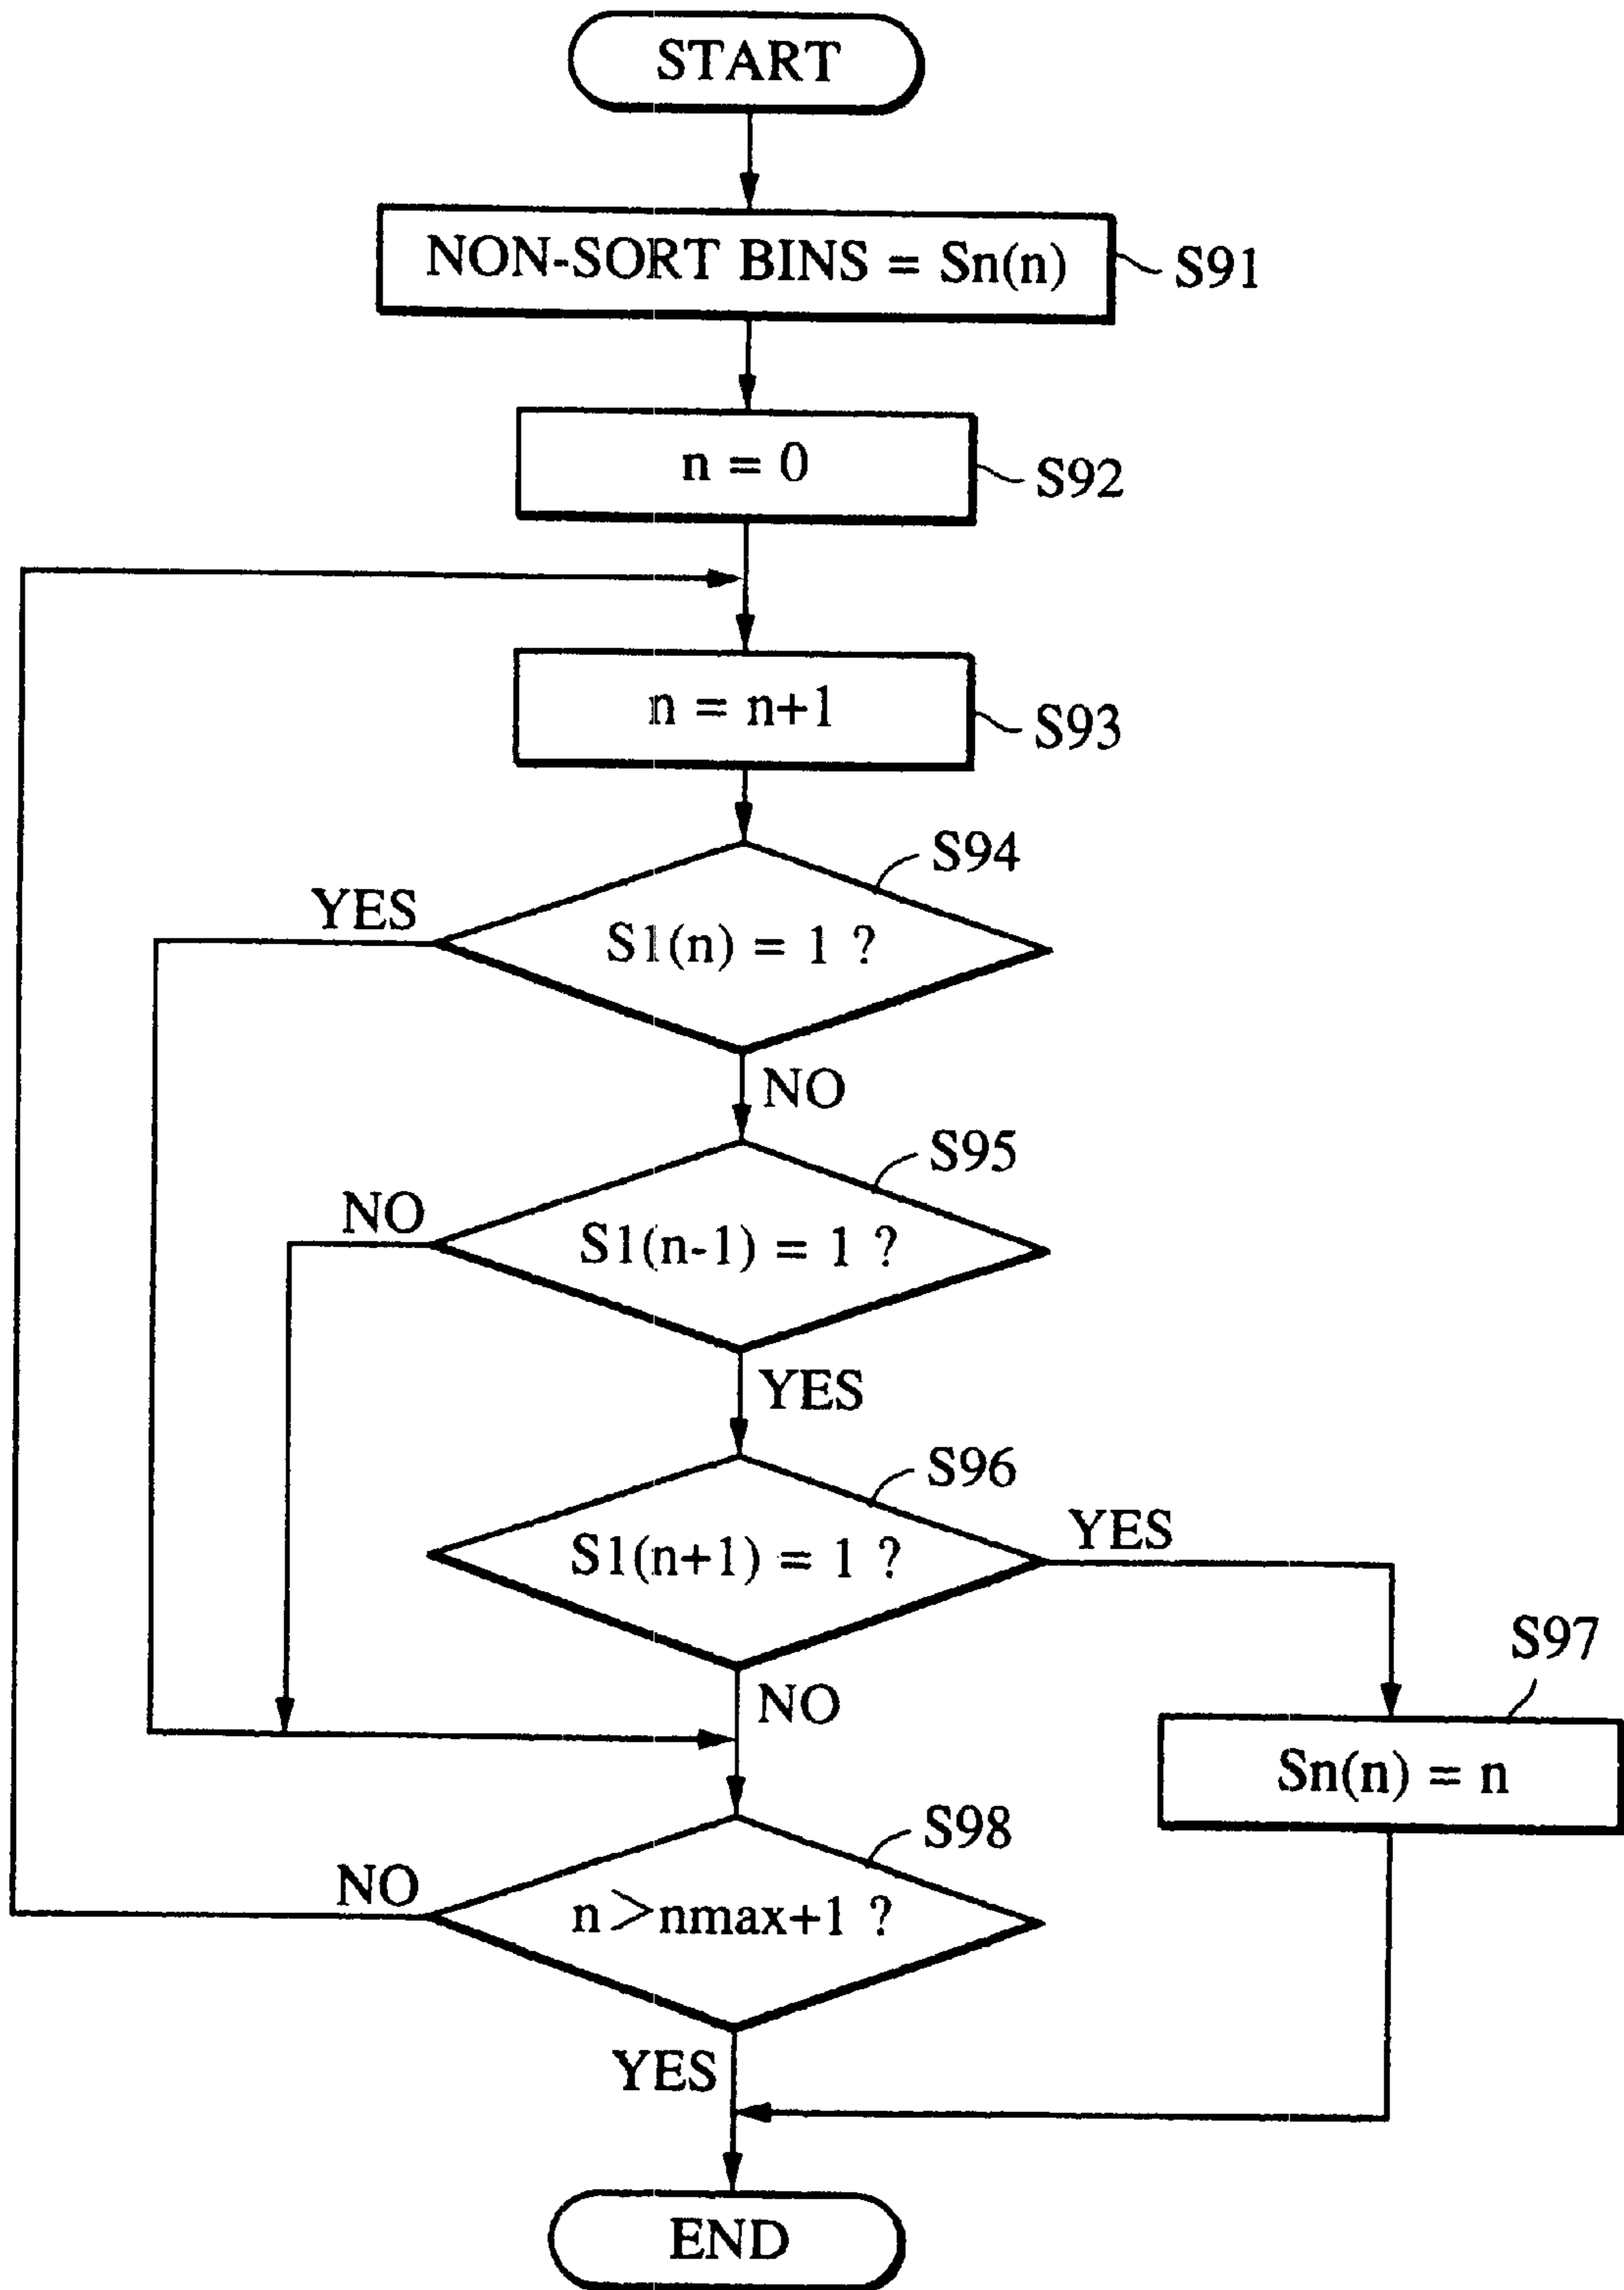 START
NON-SORT BINS = Sn(n)
S91
n = 0
S92
n = n+1
S93
S94
YES
S1(n) = 1 ?
NO
S95
NO
S1(n-1) = 1 ?
YES
S96
S1(n+1) = 1 ?
YES
S97
NO
Sn(n) = n
S98
NO
n>nmax+1 ?
YES
END